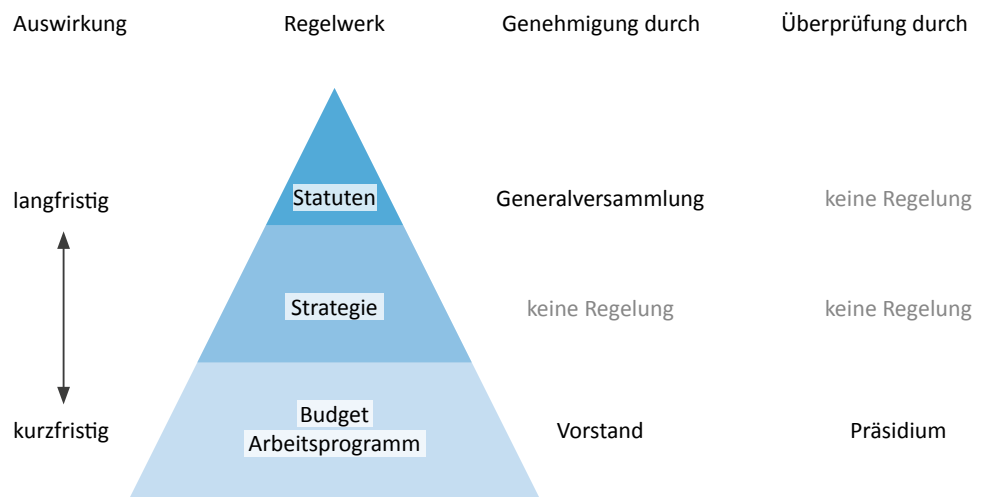 Auswirkung Regelwerk Genehmigung durch Überprüfung durch
langfristig Statuten Generalversammlung keine Regelung
Strategie keine Regelung keine Regelung
Budget
kurzfristig Arbeitsprogramm Vorstand Präsidium